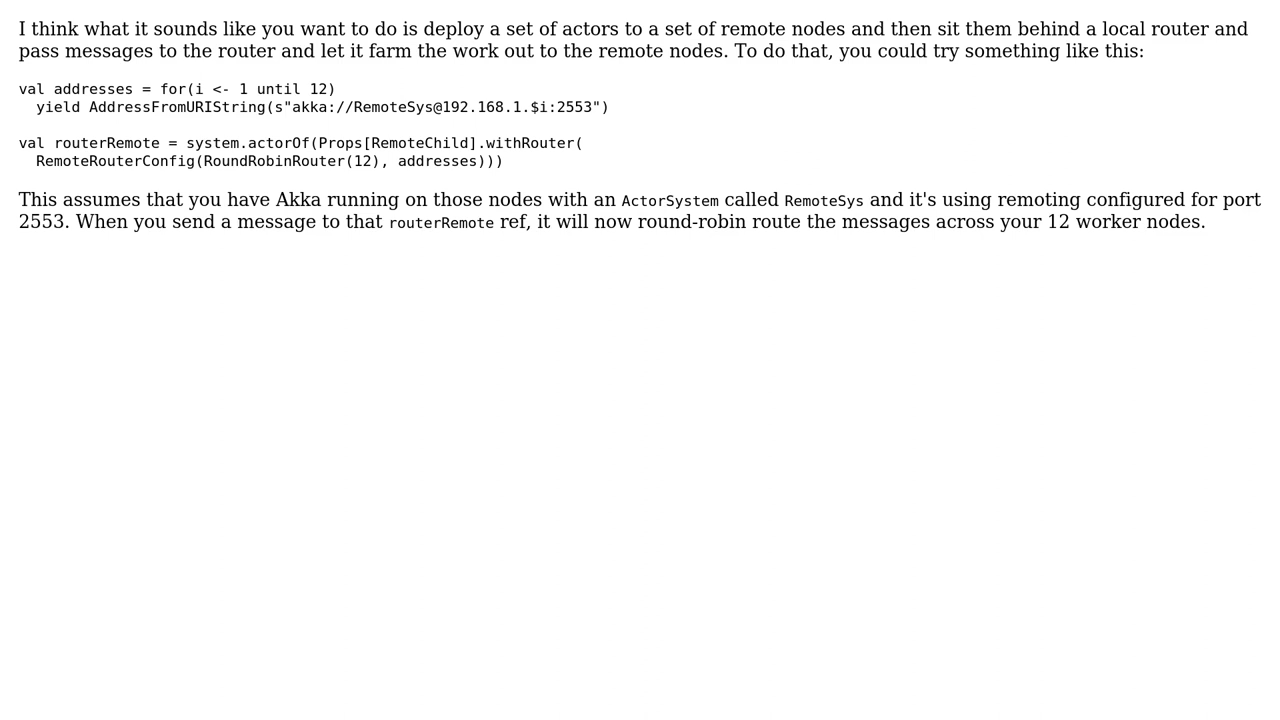 I think what it sounds like you want to do is deploy a set of actors to a set of remote nodes and then sit them behind a local router and
pass messages to the router and let it farm the work out to the remote nodes. To do that, you could try something like this:
val addresses = for(i <- 1 until 12)
  yield AddressFromURIString(s"akka://RemoteSys@192.168.1.$i:2553")
val routerRemote = system.actorOf(Props[RemoteChild].withRouter(
  RemoteRouterConfig(RoundRobinRouter(12), addresses)))
This assumes that you have Akka running on those nodes with an ActorSystem called RemoteSys and it's using remoting configured for port
2553. When you send a message to that routerRemote ref, it will now round-robin route the messages across your 12 worker nodes.